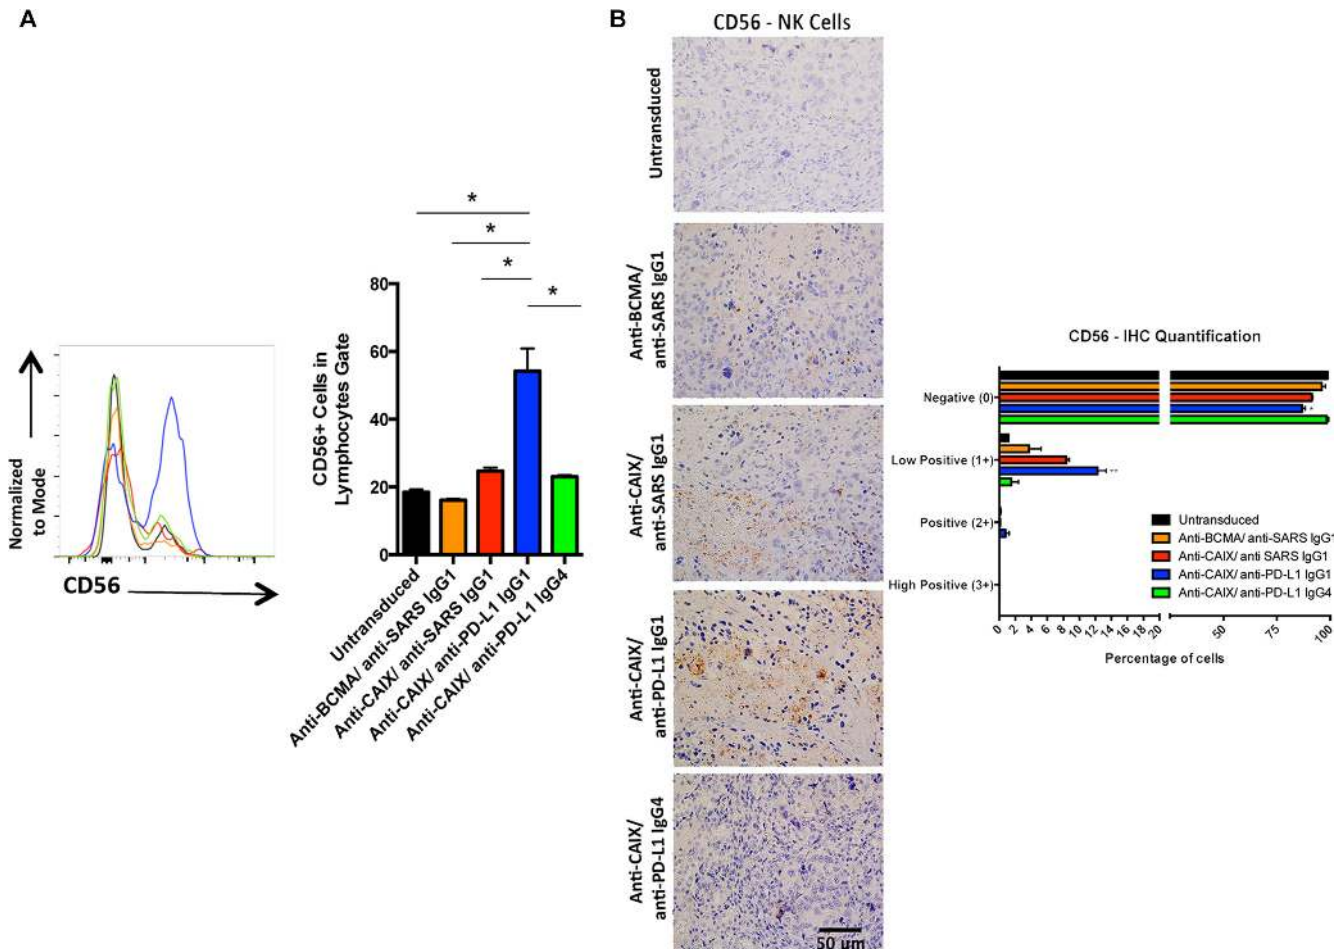 A
Normalized
to Mode
CD56
*
*
*
*
CD56+ Cells in
Lymphocytes Gate
80
60
40
20
0
Untransduced
Anti-BCMA/ anti-SARS IgG1
Anti-CAIX/ anti-SARS IgG1
Anti-CAIX/ anti-PD-L1 IgG1
Anti-CAIX/ anti-PD-L1 IgG4
B
CD56 - NK Cells
Untransduced
Anti-BCMA/
anti-SARS IgG1
Anti-CAIX/
anti-SARS IgG1
Anti-CAIX/
anti-PD-L1 IgG1
Anti-CAIX/
anti-PD-L1 IgG4
50 um
CD56 - IHC Quantification
Negative (0)
Low Positive (1+)
Positive (2+)
High Positive (3+)
*
**
Untransduced
Anti-BCMA/ anti-SARS IgG1
Anti-CAIX/ anti SARS IgG1
Anti-CAIX/ anti-PD-L1 IgG1
Anti-CAIX/ anti-PD-L1 IgG4
0 2 4 6 8 10 12 14 16 18 20 50 75 100
Percentage of cells